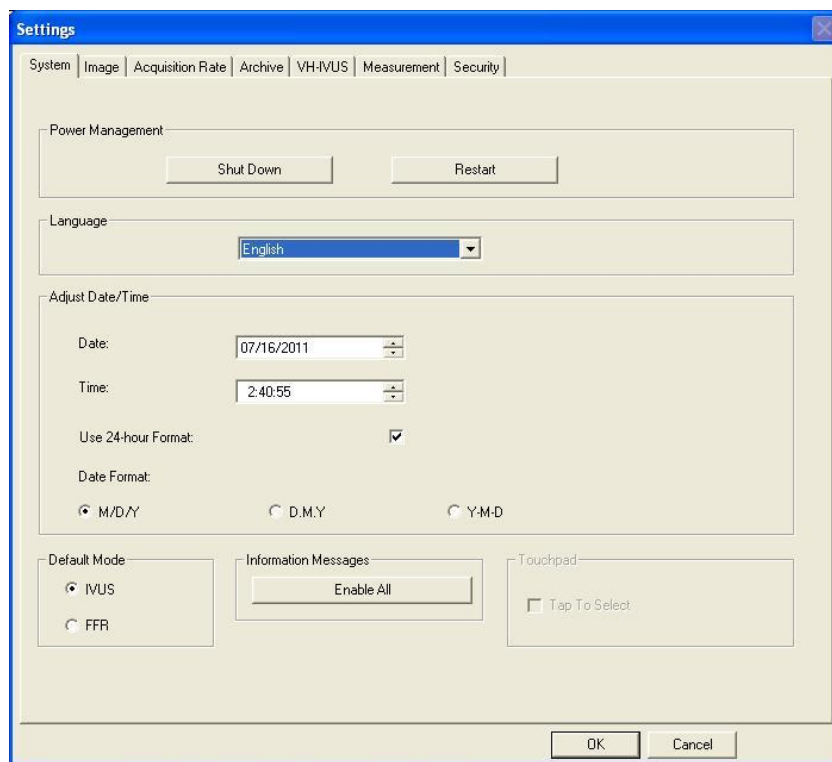 Settings
System Image Acquisition Rate Archive VH-IVUS Measurement Security
Power Management
Shut Down Restart
Language
English
Adjust Date/Time
Date: 07/16/2011
Time: 2:40:55
Use 24-hour Format:
Date Format:
M/D/Y D.M.Y Y-M-D
Default Mode Information Messages Touchpad
IVUS Enable All Tap To Select
FFR
OK Cancel